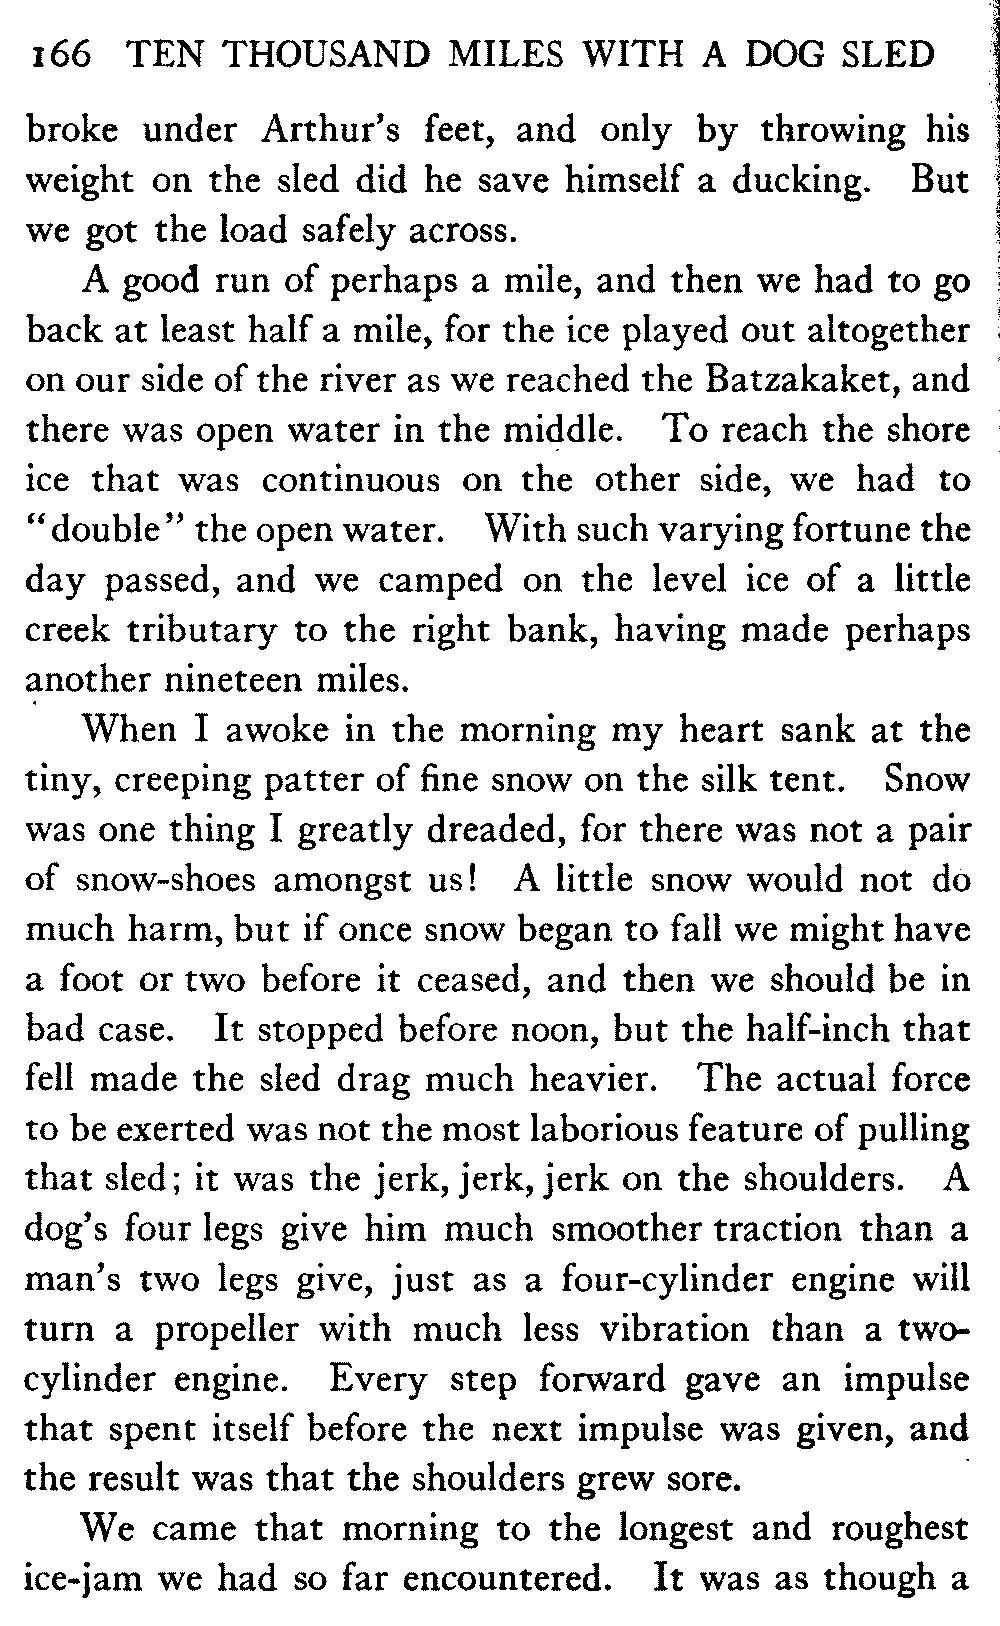 166 TEN THOUSAND MILES WITH A DOG SLED
broke under Arthur's feet, and only by throwing his
weight on the sled did he save himself a ducking. But
we got the load safely across.
A good run of perhaps a mile, and then we had to go
back at least half a mile, for the ice played out altogether
on our side of the river as we reached the Batzakaket, and
there was open water in the middle. To reach the shore
ice that was continuous on the other side, we had to
"double" the open water. With such varying fortune the
day passed, and we camped on the level ice of a little
creek tributary to the right bank, having made perhaps
another nineteen miles.
When I awoke in the morning my heart sank at the
tiny, creeping patter of fine snow on the silk tent. Snow
was one thing I greatly dreaded, for there was not a pair
of snow-shoes amongst us! A little snow would not do
much harm, but if once snow began to fall we might have
a foot or two before it ceased, and then we should be in
bad case. It stopped before noon, but the half-inch that
fell made the sled drag much heavier. The actual force
to be exerted was not the most laborious feature of pulling
that sled; it was the jerk, jerk, jerk on the shoulders. A
dog's four legs give him much smoother traction than a
man's two legs give, just as a four-cylinder engine will
turn a propeller with much less vibration than a two-
cylinder engine. Every step forward gave an impulse
that spent itself before the next impulse was given, and
the result was that the shoulders grew sore.
We came that morning to the longest and roughest
ice-jam we had so far encountered. It was as though a